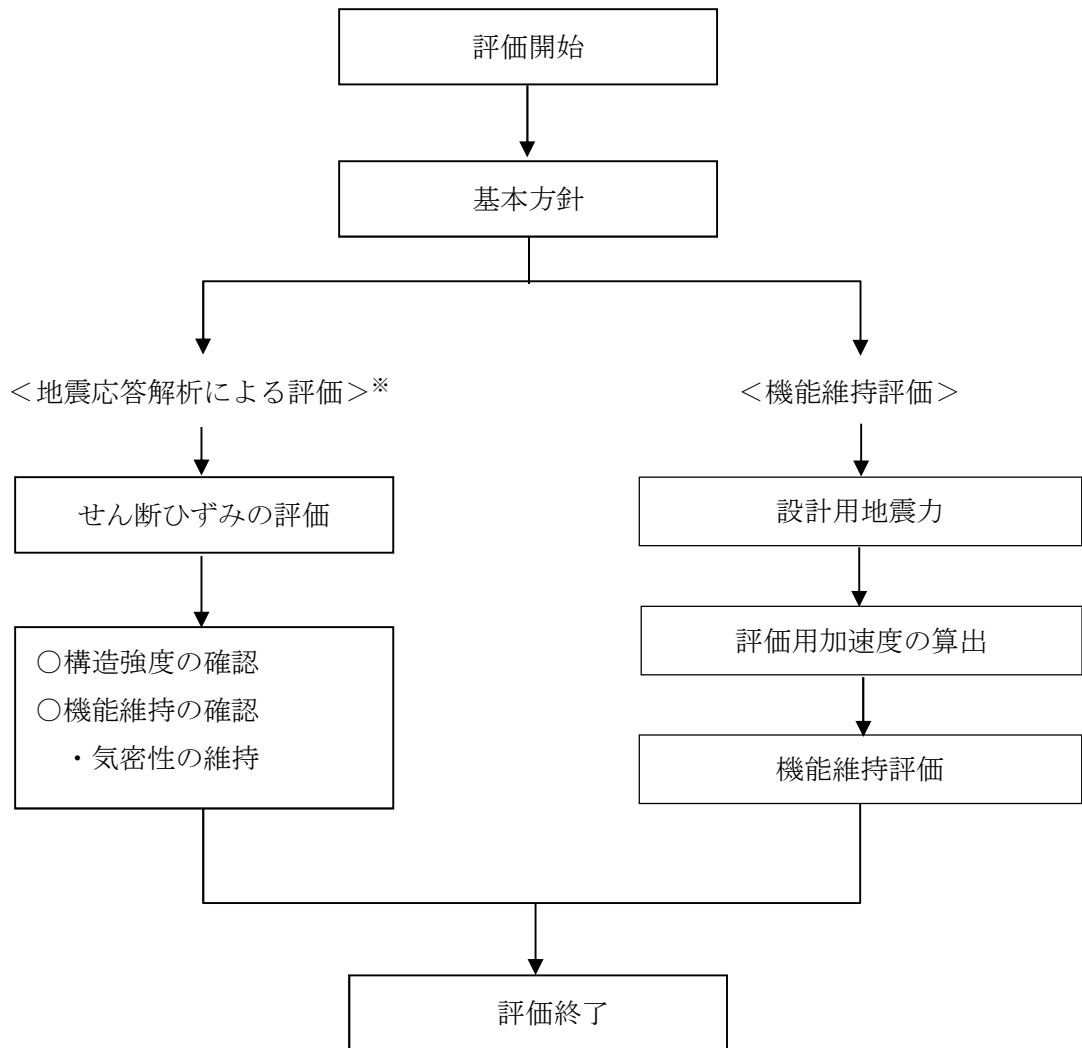 評価開始
基本方針
＜地震応答解析による評価＞※
せん断ひずみの評価
○構造強度の確認
○機能維持の確認
・気密性の維持
＜機能維持評価＞
設計用地震力
評価用加速度の算出
機能維持評価
評価終了